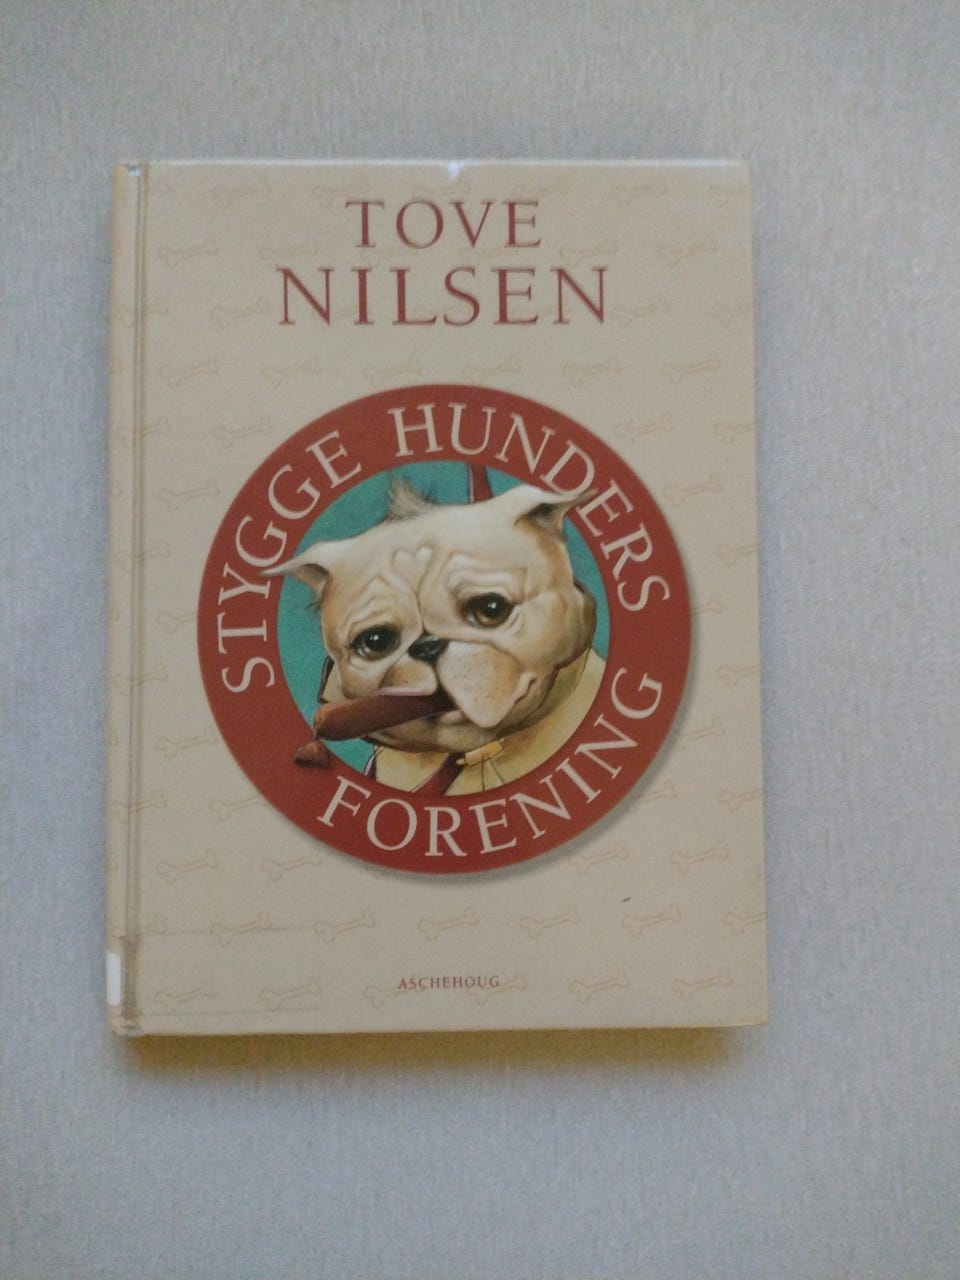 TOVE
NILSEN
STYGGE HUNDERS
FORENING
ASCHEHOUG